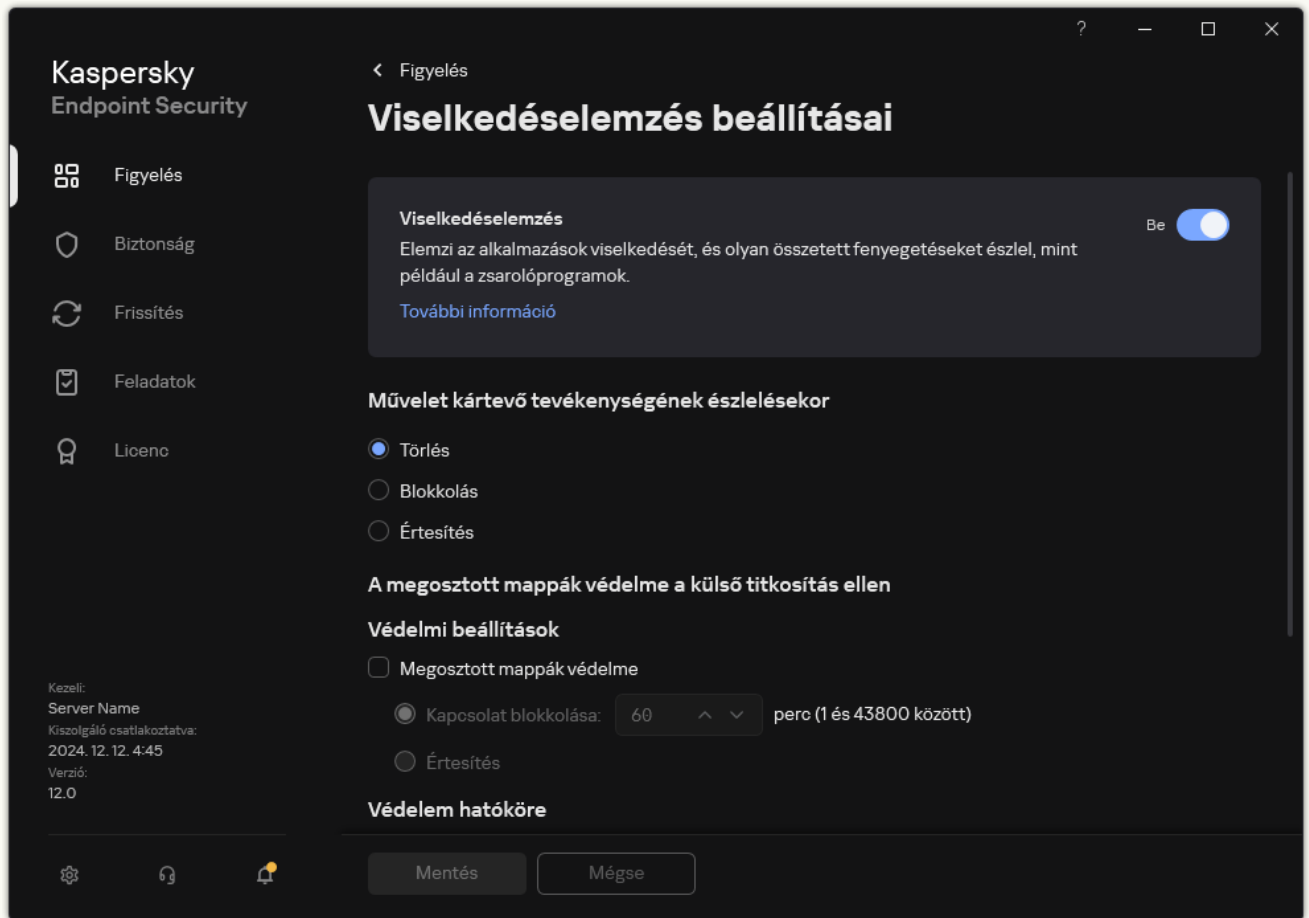 ?
Kaspersky
Endpoint Security
Figyelés
Biztonság
Frissítés
Feladatok
Licenc
Kezeli:
Server Name
Kiszolgáló csatlakoztatva:
2024. 12. 12. 4:45
Verzió:
12.0
Figyelés
Viselkedéselemzés beállításai
Viselkedéselemzés
Be
Elemzi az alkalmazások viselkedését, és olyan összetett fenyegetéseket észlel, mint
például a zsarolóprogramok.
További információ
Művelet kártevő tevékenységének észlelésekor
Törlés
Blokkolás
Értesítés
A megosztott mappák védelme a külső titkosítás ellen
Védelmi beállítások
Megosztott mappák védelme
Kapcsolat blokkolása: 60 perc (1 és 43800 között)
Értesítés
Védelem hatóköre
Mentés
Mégse